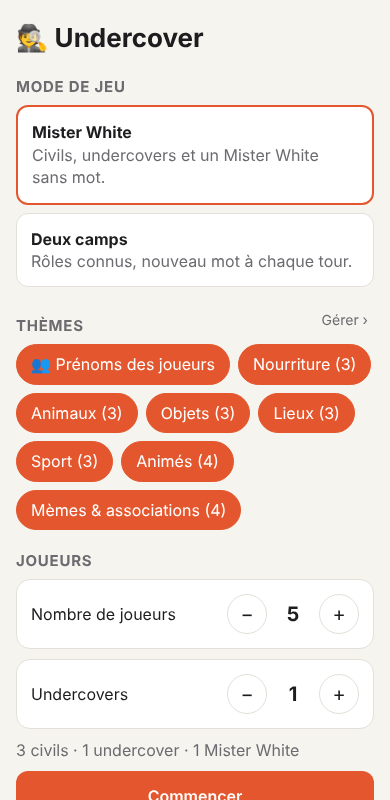 Undercover
MODE DE JEU
Mister White
Civils, undercovers et un Mister White
sans mot.
Deux camps
Rôles connus, nouveau mot à chaque tour.
THÈMES
Gérer ›
Prénoms des joueurs
Nourriture (3)
Animaux (3)
Objets (3)
Lieux (3)
Sport (3)
Animés (4)
Mèmes & associations (4)
JOUEURS
Nombre de joueurs
− 5 +
Undercovers
− 1 +
3 civils · 1 undercover · 1 Mister White
Commencer